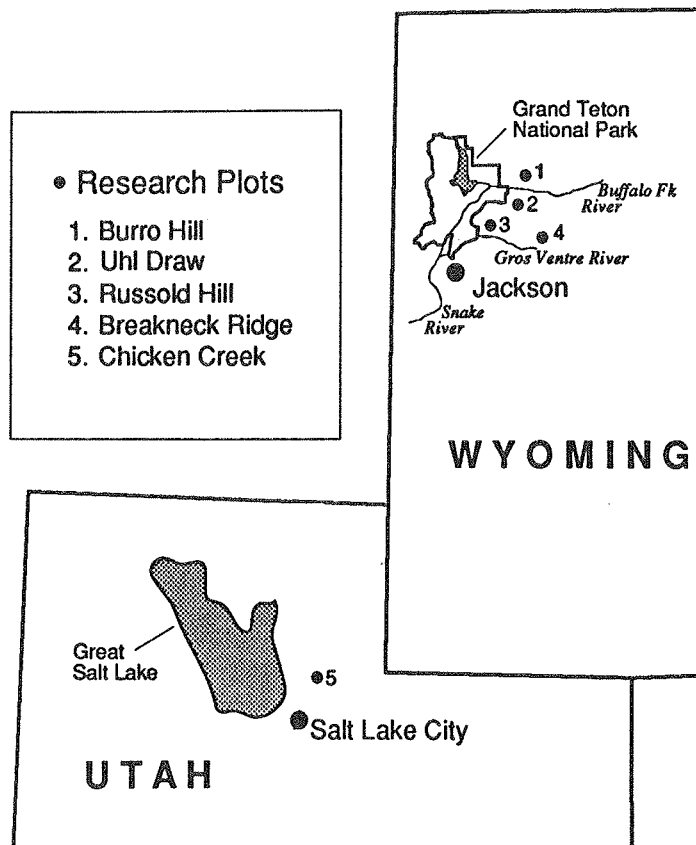 ● Research Plots
1. Burro Hill
2. Uhl Draw
3. Russold Hill
4. Breakneck Ridge
5. Chicken Creek
Grand Teton
National Park
1
Buffalo Fk
River
2
3
4
Gros Ventre River
Jackson
Snake
River
WYOMING
Great
Salt Lake
5
Salt Lake City
UTAH